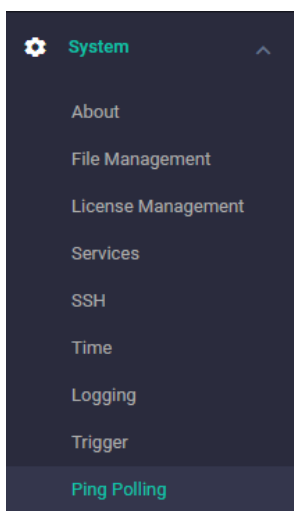 System
About
File Management
License Management
Services
SSH
Time
Logging
Trigger
Ping Polling